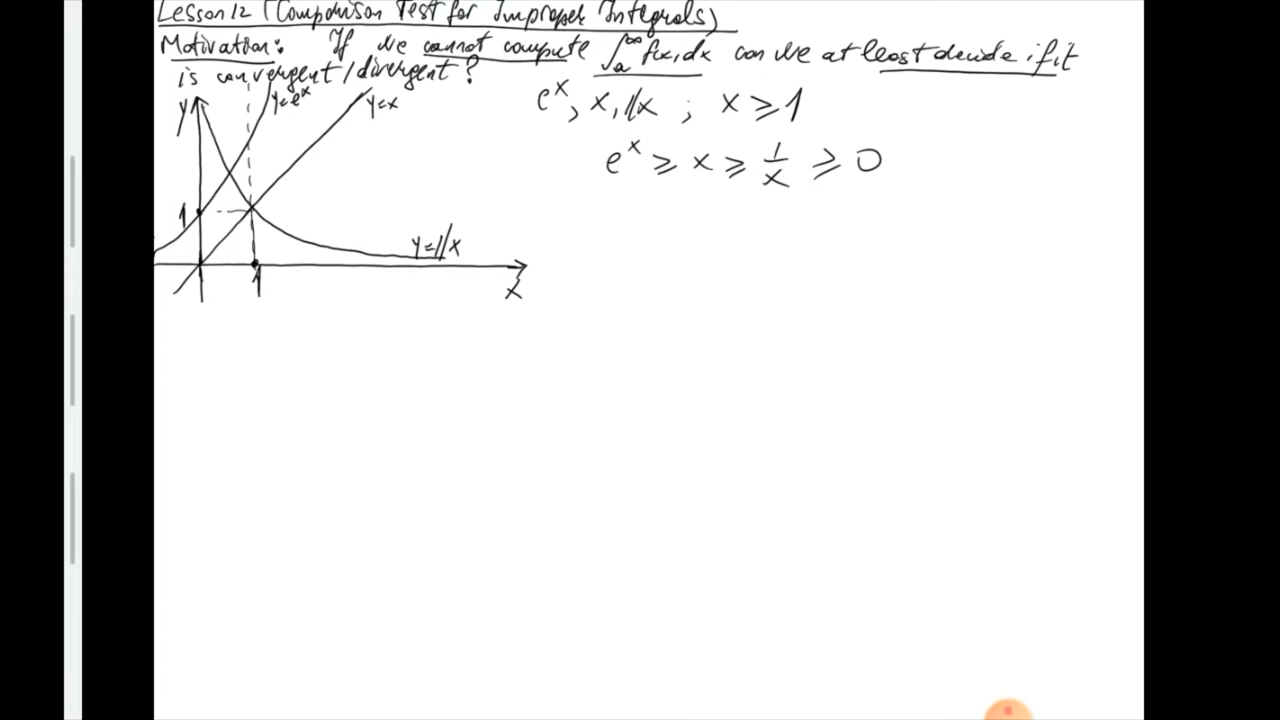 Lesson 12 (Comparison Test for Improper Integrals)
Motivation: If we cannot compute ∫_a^∞ f(x) dx can we at least decide if it
is convergent/divergent?
y y=e^x y=x e^x, x, 1/x ; x ≥ 1
e^x ≥ x ≥ 1/x ≥ 0
1
y=1/x
1 x